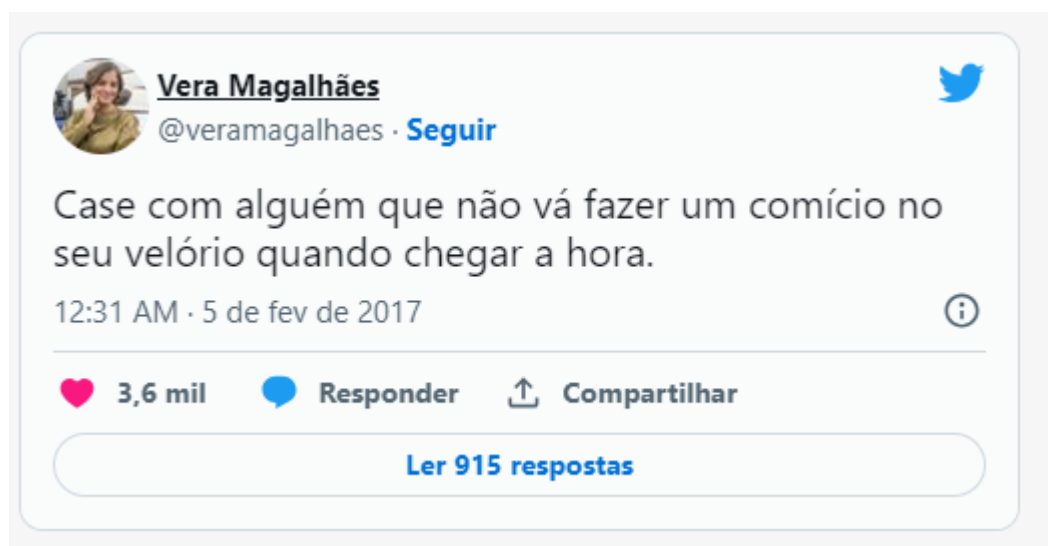 Vera Magalhães
@veramagalhaes · Seguir
Case com alguém que não vá fazer um comício no
seu velório quando chegar a hora.
12:31 AM · 5 de fev de 2017
3,6 mil Responder Compartilhar
Ler 915 respostas